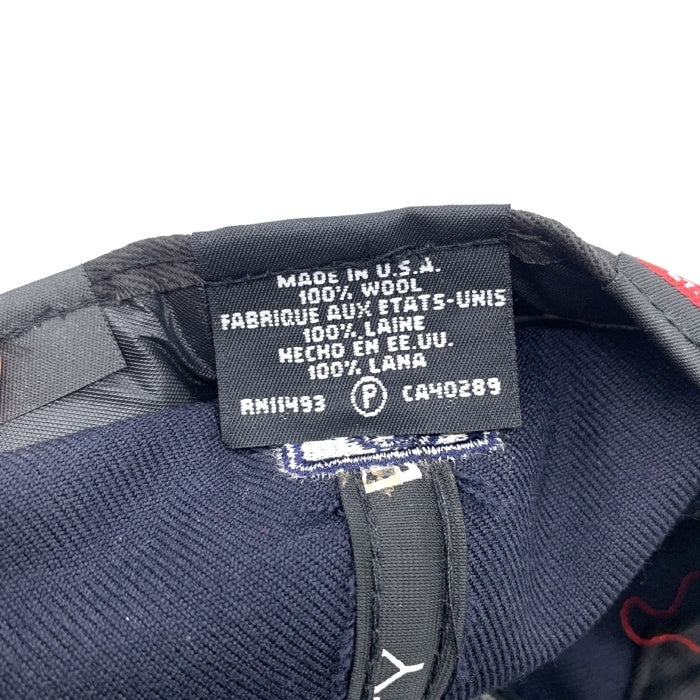 MADE IN U.S.A.
100% WOOL
FABRIQUE AUX ETATS-UNIS
100% LAINE
HECHO EN EE.UU.
100% LANA
RN11493 P CA40289